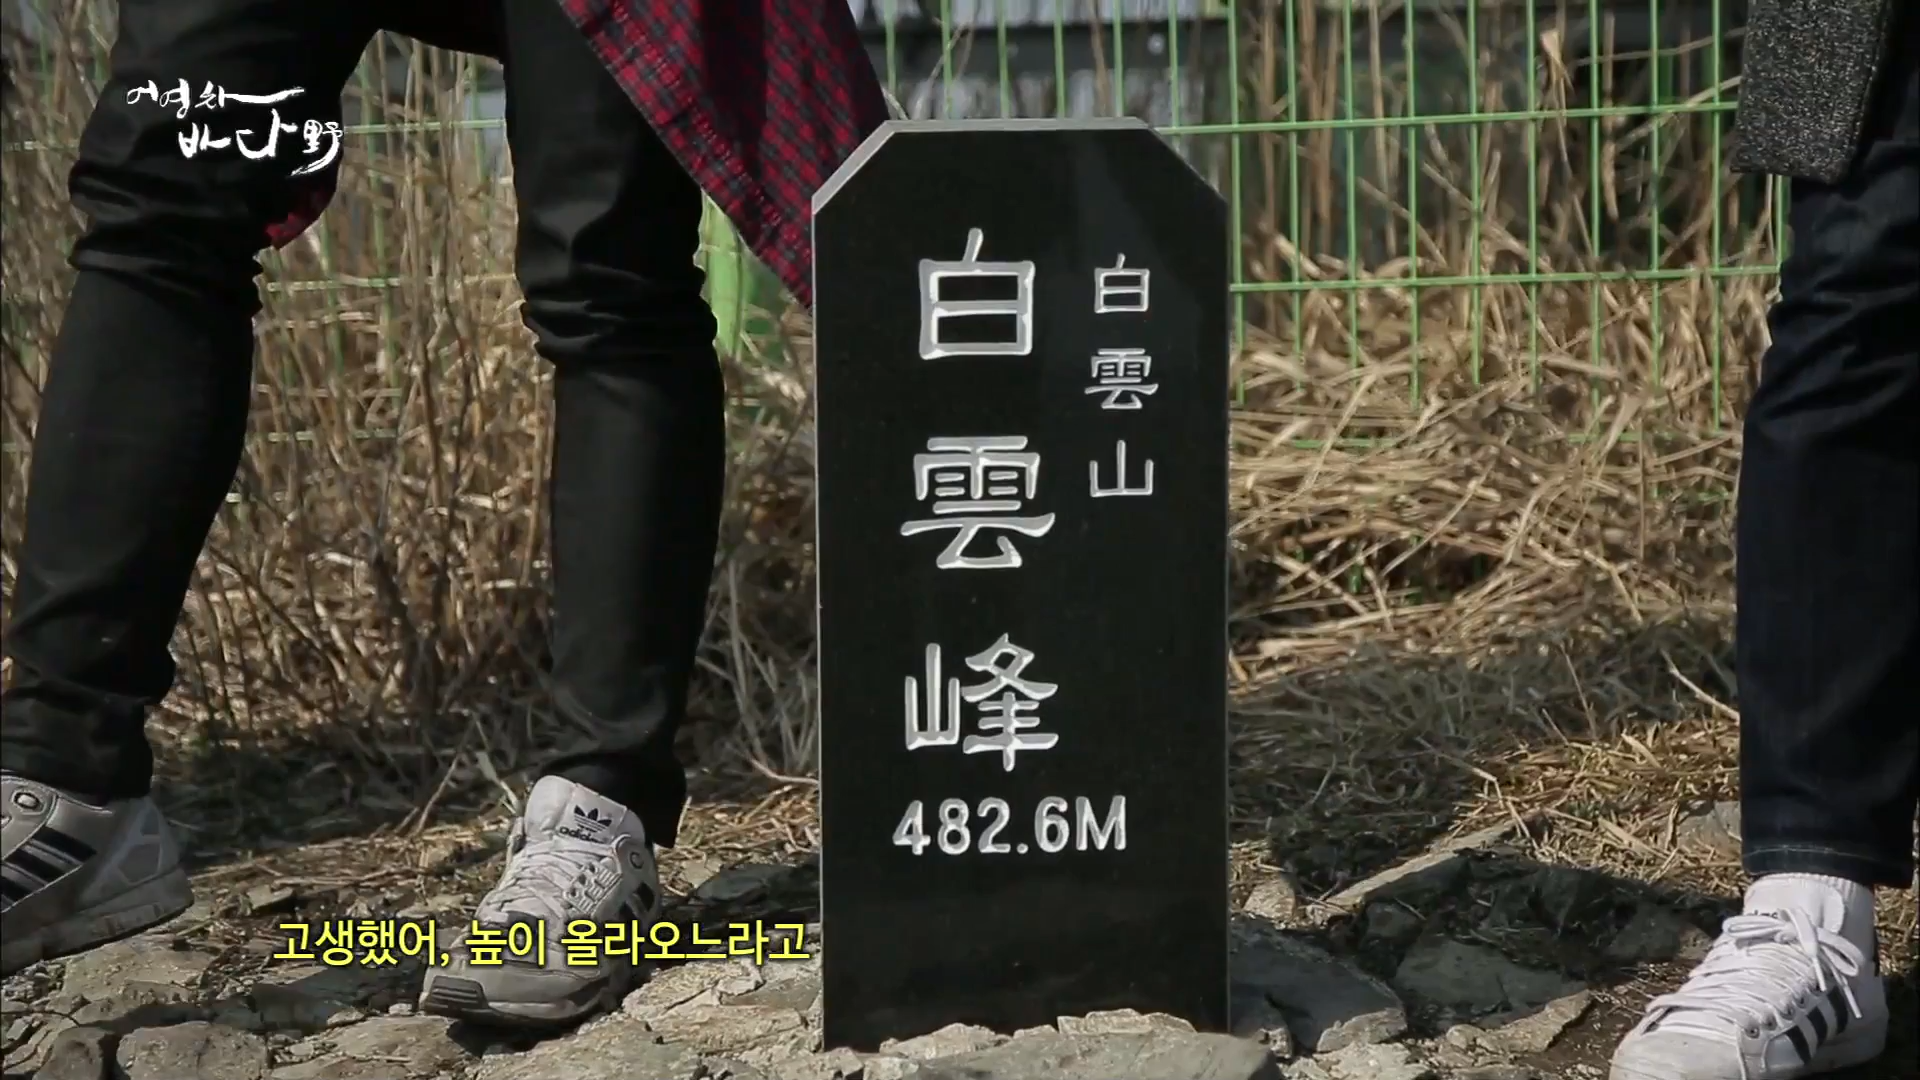 어영차
바다野
白雲山
白雲峰
482.6M
adidas
고생했어, 높이 올라오느라고